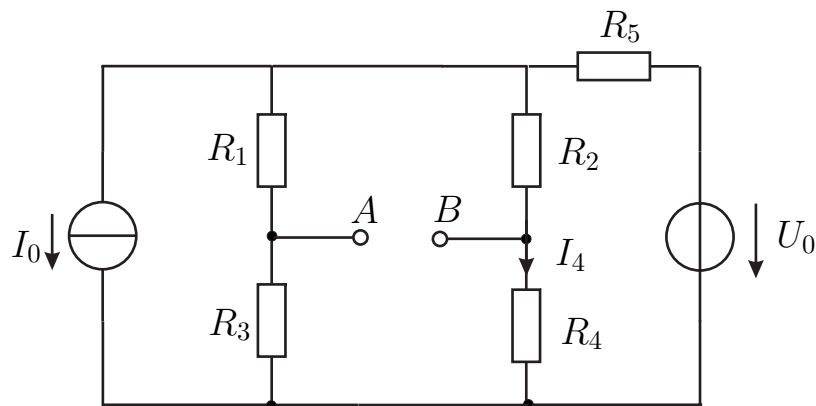 R₅
R₁
R₂
A
B
I₀
I₄
U₀
R₃
R₄